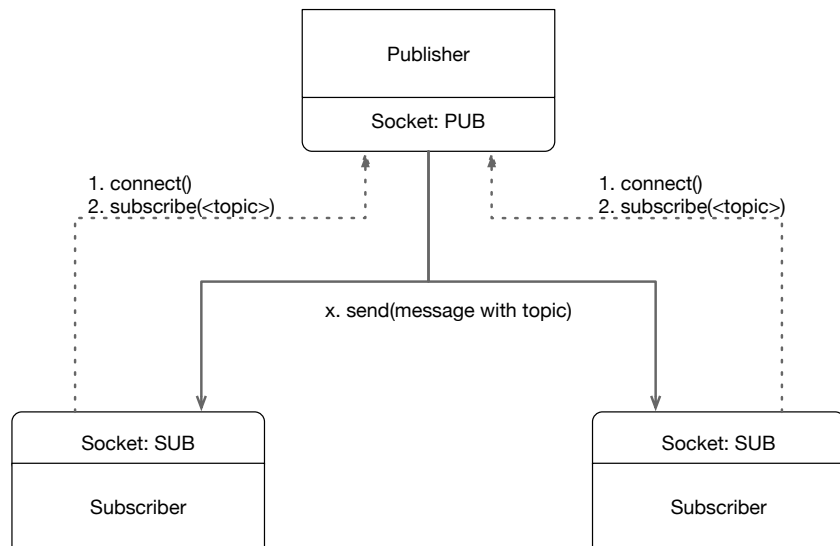 Publisher
Socket: PUB
1. connect()
2. subscribe(<topic>)
1. connect()
2. subscribe(<topic>)
x. send(message with topic)
Socket: SUB
Subscriber
Socket: SUB
Subscriber